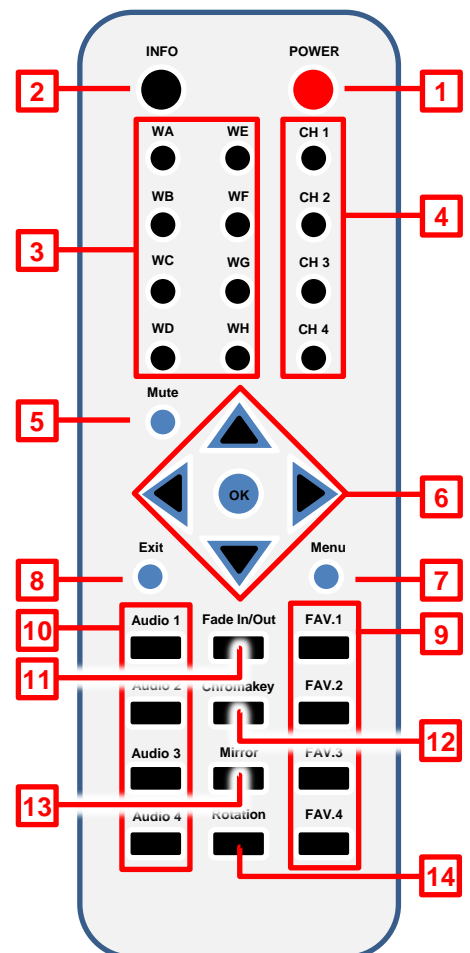 INFO POWER
2 1
WA WE CH 1
WB WF CH 2
4
3
WC WG CH 3
WD WH CH 4
Mute
5
OK 6
Exit Menu
8 7
10 Audio 1 Fade In/Out FAV.1 9
11
Audio 2 Chromakey FAV.2
12
Audio 3 Mirror FAV.3
13
Audio 4 Rotation FAV.4
14